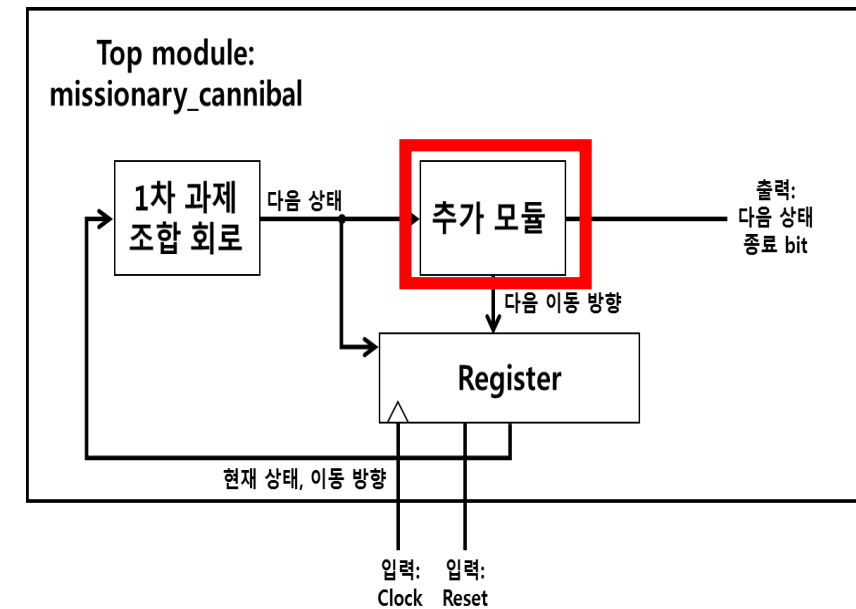 Top module:
missionary_cannibal
1차 과제
조합 회로
다음 상태
추가 모듈
출력:
다음 상태
종료 bit
다음 이동 방향
Register
현재 상태, 이동 방향
입력:
Clock
입력:
Reset